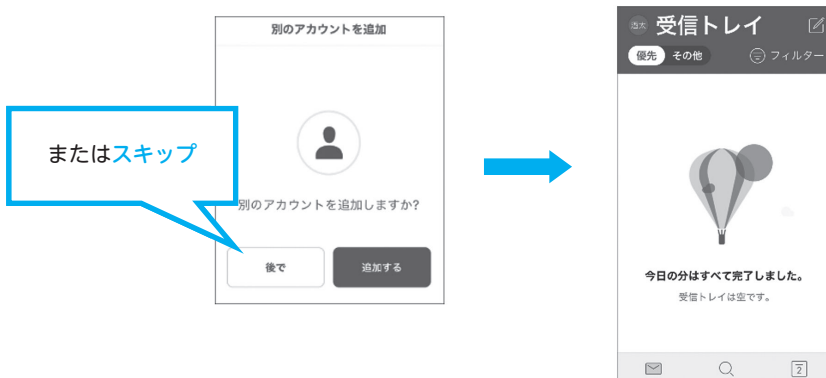 別のアカウントを追加
またはスキップ
別のアカウントを追加しますか?
後で
追加する
浩太 受信トレイ
優先 その他 フィルター
今日の分はすべて完了しました。
受信トレイは空です。
2